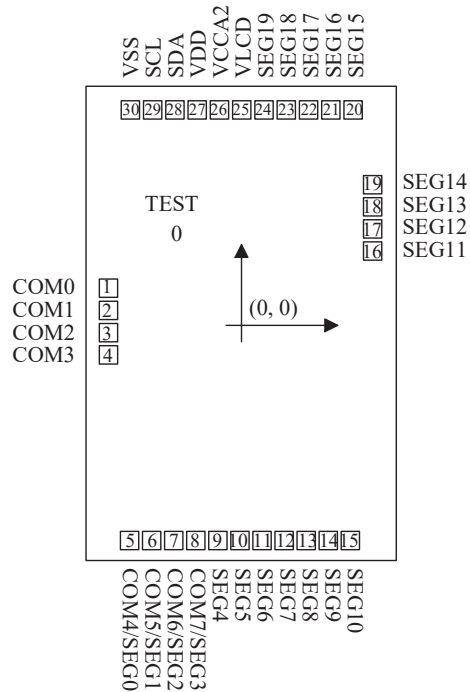 VSS
SCL
SDA
VDD
VCCA2
VLCD
SEG19
SEG18
SEG17
SEG16
SEG15
30 29 28 27 26 25 24 23 22 21 20
19 SEG14
18 SEG13
17 SEG12
16 SEG11
TEST
0
(0, 0)
COM0 1
COM1 2
COM2 3
COM3 4
5 6 7 8 9 10 11 12 13 14 15
COM4/SEG0
COM5/SEG1
COM6/SEG2
COM7/SEG3
SEG4
SEG5
SEG6
SEG7
SEG8
SEG9
SEG10